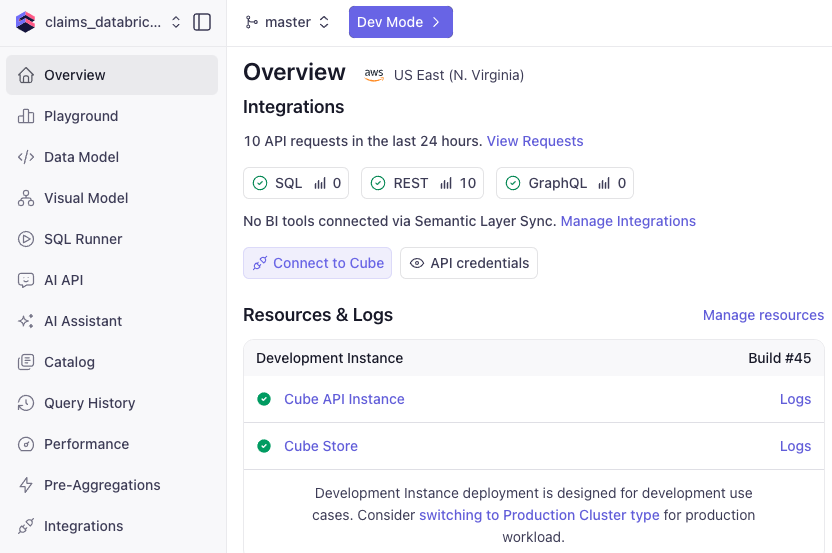 claims_databric...
master
Dev Mode
Overview
Playground
Data Model
Visual Model
SQL Runner
AI API
AI Assistant
Catalog
Query History
Performance
Pre-Aggregations
Integrations
Overview aws US East (N. Virginia)
Integrations
10 API requests in the last 24 hours. View Requests
SQL 0 REST 10 GraphQL 0
No BI tools connected via Semantic Layer Sync. Manage Integrations
Connect to Cube API credentials
Resources & Logs Manage resources
Development Instance Build #45
Cube API Instance Logs
Cube Store Logs
Development Instance deployment is designed for development use
cases. Consider switching to Production Cluster type for production
workload.